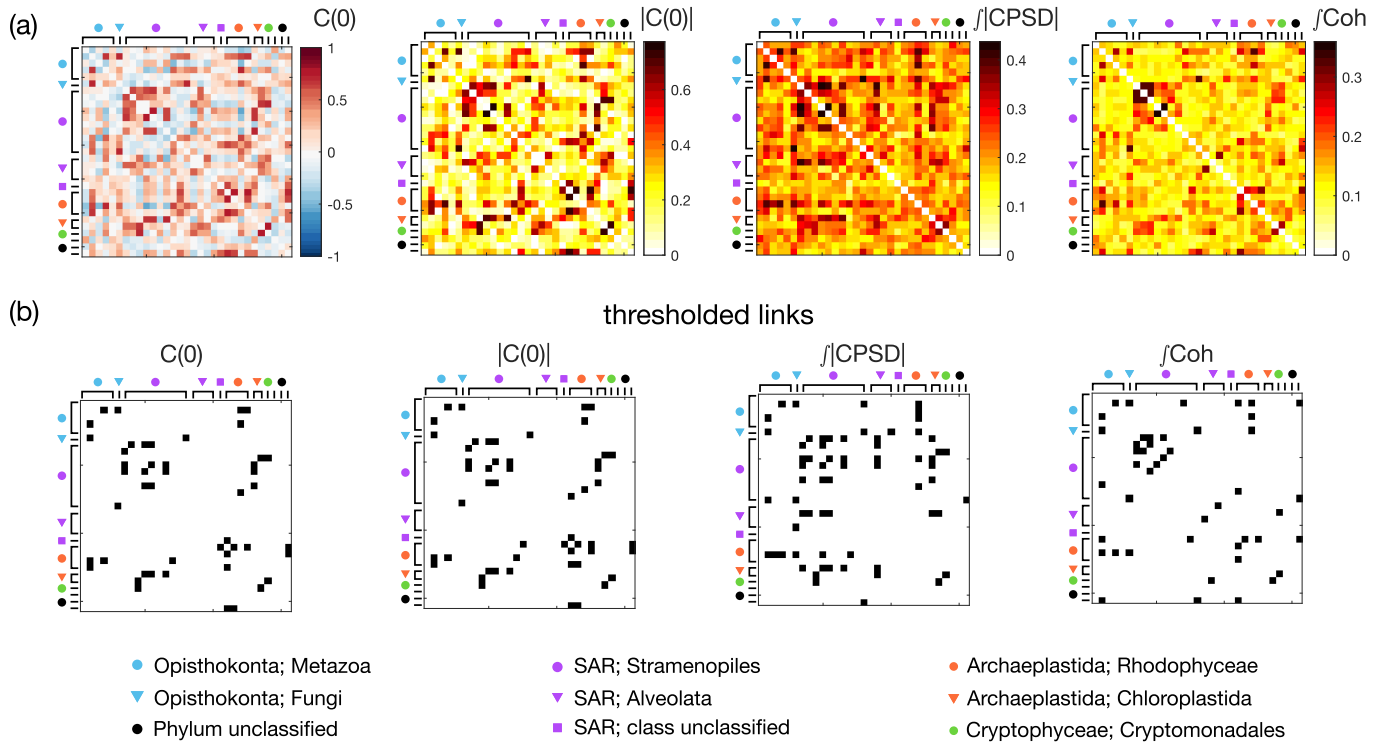 (a)
C(0)
|C(0)|
∫|CPSD|
∫Coh
1
0.5
0
-0.5
-1
0.6
0.4
0.2
0
0.4
0.3
0.2
0.1
0
0.3
0.2
0.1
0
(b)
thresholded links
C(0)
|C(0)|
∫|CPSD|
∫Coh
Opisthokonta; Metazoa
SAR; Stramenopiles
Archaeplastida; Rhodophyceae
Opisthokonta; Fungi
SAR; Alveolata
Archaeplastida; Chloroplastida
Phylum unclassified
SAR; class unclassified
Cryptophyceae; Cryptomonadales